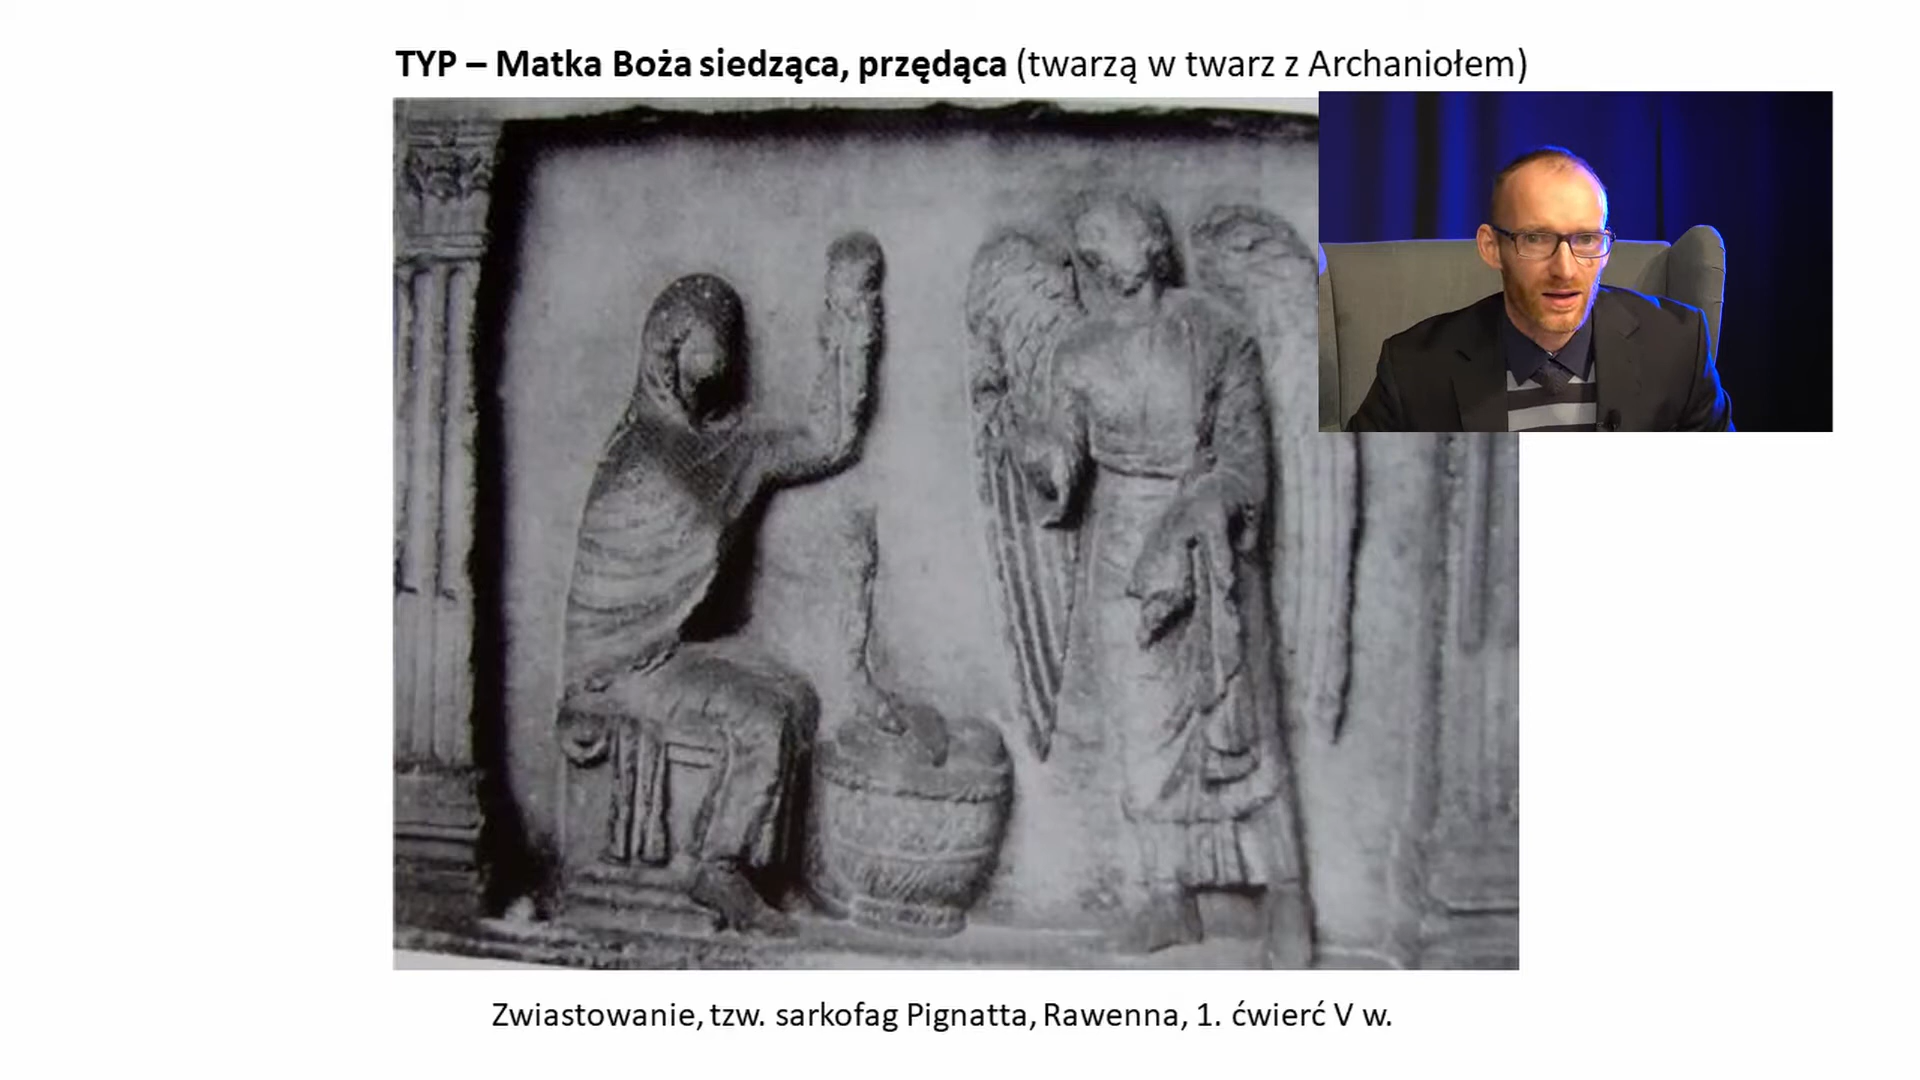 TYP – Matka Boża siedząca, przędąca (twarzą w twarz z Archaniołem)
Zwiastowanie, tzw. sarkofag Pignatta, Rawenna, 1. ćwierć V w.